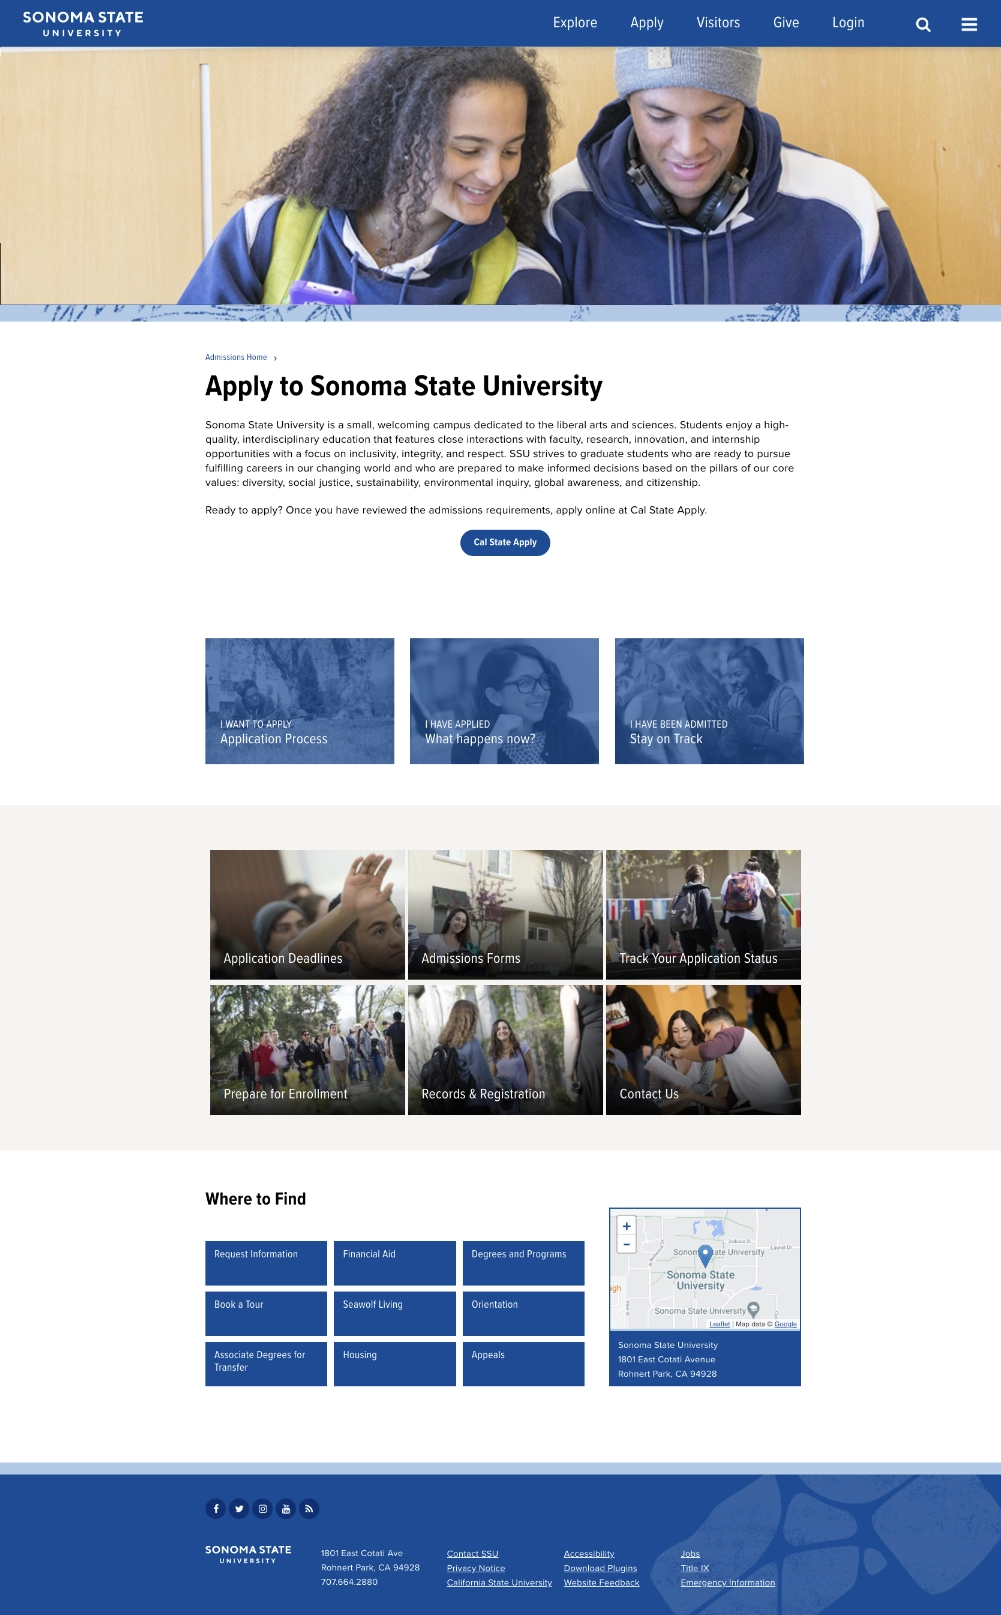 SONOMA STATE
UNIVERSITY
Explore
Apply
Visitors
Give
Login
Admissions Home ›
Apply to Sonoma State University
Sonoma State University is a small, welcoming campus dedicated to the liberal arts and sciences. Students enjoy a high-
quality, interdisciplinary education that features close interactions with faculty, research, innovation, and internship
opportunities with a focus on inclusivity, integrity, and respect. SSU strives to graduate students who are ready to pursue
fulfilling careers in our changing world and who are prepared to make informed decisions based on the pillars of our core
values: diversity, social justice, sustainability, environmental inquiry, global awareness, and citizenship.
Ready to apply? Once you have reviewed the admissions requirements, apply online at Cal State Apply.
Cal State Apply
I WANT TO APPLY
Application Process
I HAVE APPLIED
What happens now?
I HAVE BEEN ADMITTED
Stay on Track
Application Deadlines
Admissions Forms
Track Your Application Status
Prepare for Enrollment
Records & Registration
Contact Us
Where to Find
Request Information
Financial Aid
Degrees and Programs
Book a Tour
Seawolf Living
Orientation
Associate Degrees for
Transfer
Housing
Appeals
+
−
Laurel Dr
Sonoma State
University
Sonoma State University
Leaflet | Map data © Google
Sonoma State University
1801 East Cotati Avenue
Rohnert Park, CA 94928
SONOMA STATE
UNIVERSITY
1801 East Cotati Ave
Rohnert Park, CA 94928
707.664.2880
Contact SSU
Privacy Notice
California State University
Accessibility
Download Plugins
Website Feedback
Jobs
Title IX
Emergency Information